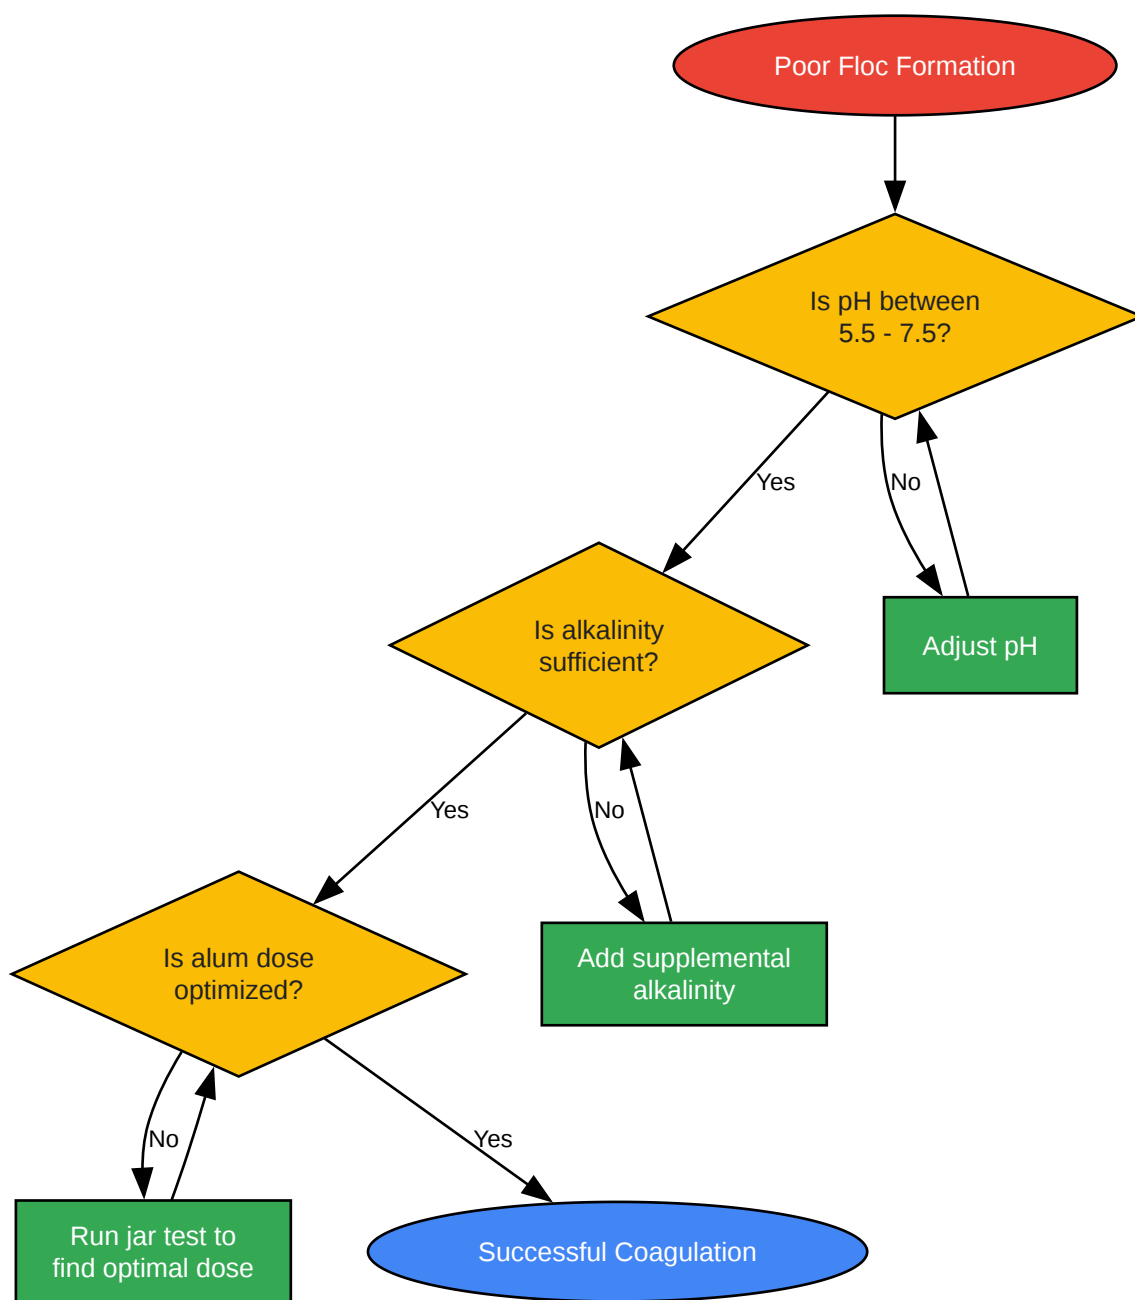 Poor Floc Formation
Is pH between
5.5 - 7.5?
Yes
No
Is alkalinity
sufficient?
Adjust pH
Yes
No
Is alum dose
optimized?
Add supplemental
alkalinity
No
Yes
Run jar test to
find optimal dose
Successful Coagulation